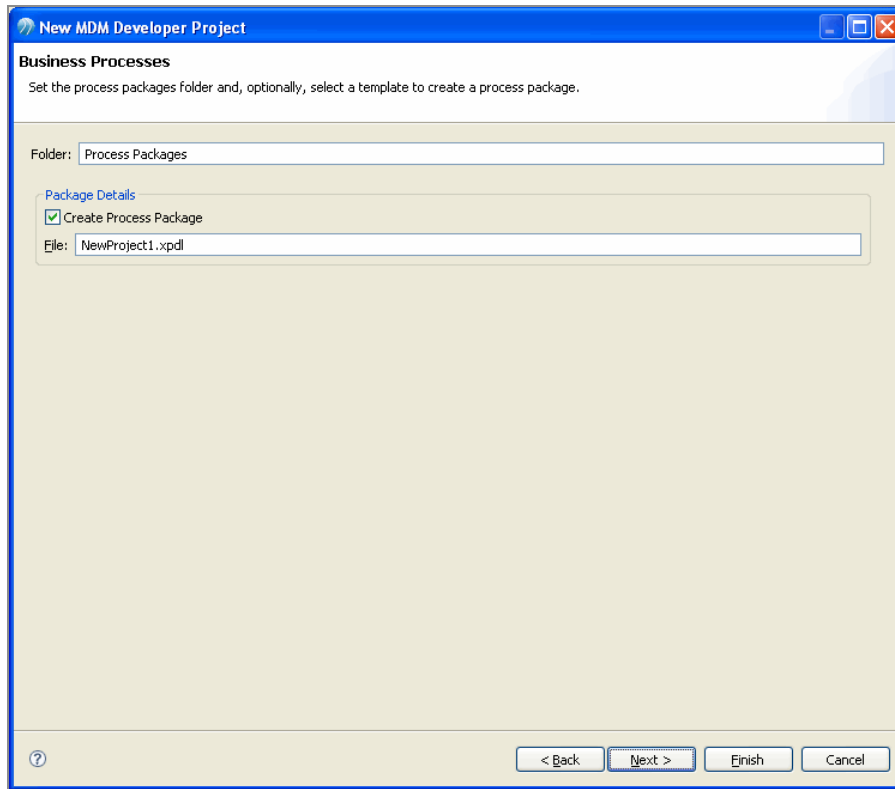 New MDM Developer Project
Business Processes
Set the process packages folder and, optionally, select a template to create a process package.
Folder: Process Packages
Package Details
Create Process Package
File: NewProject1.xpdl
? < Back Next > Finish Cancel